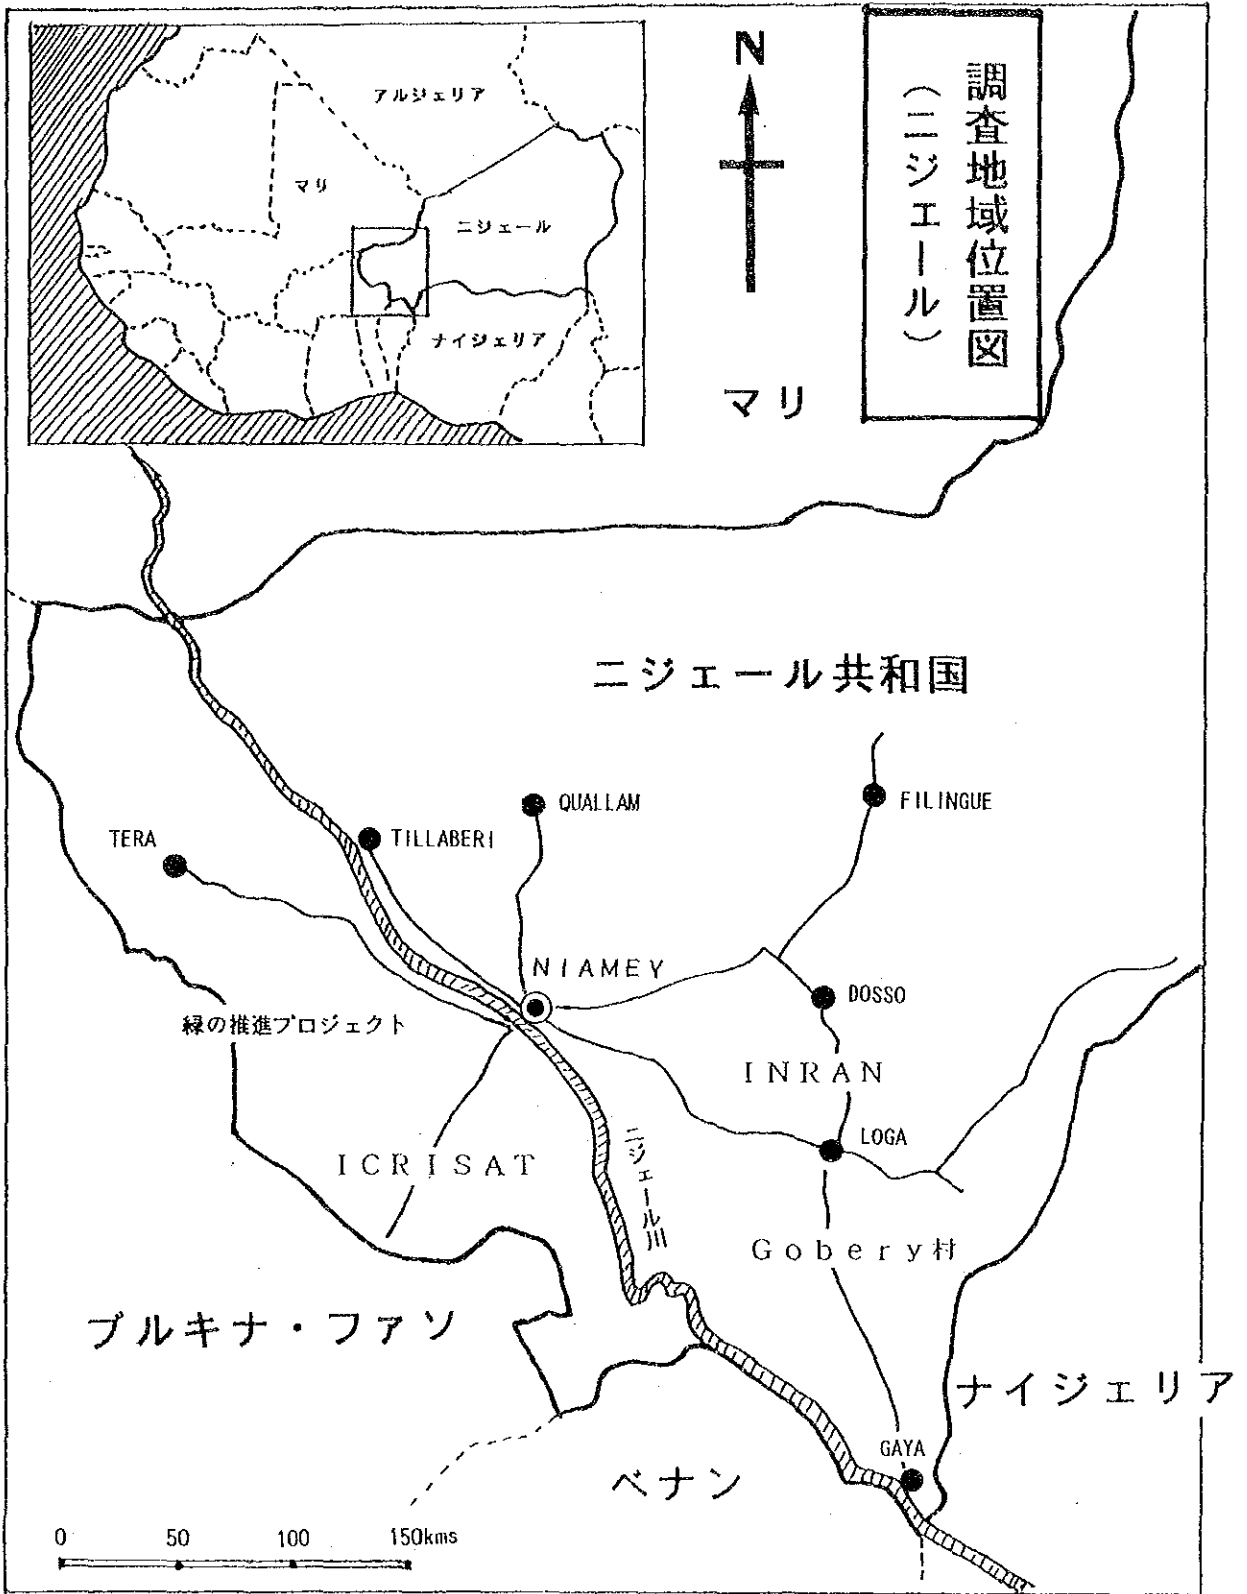 調査地域位置図
（ニジェール）
N
アルジェリア
マリ
ニジェール
ナイジェリア
マリ
ニジェール共和国
QUALLAM
FILINGUE
TERA
TILLABERI
NIAMEY
DOSSO
緑の推進プロジェクト
INRAN
LOGA
ICRISAT
ニジェール川
Gobery村
ブルキナ・ファソ
ナイジェリア
GAYA
ベナン
0 50 100 150kms